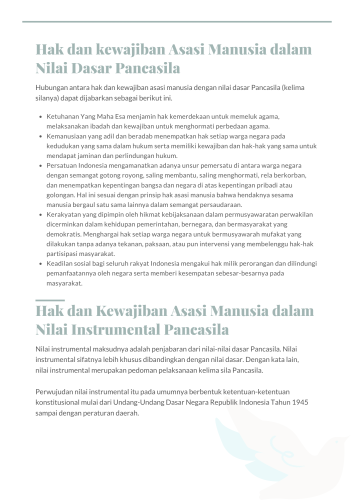 Hak dan kewajiban Asasi Manusia dalam
Nilai Dasar Pancasila
Hubungan antara hak dan kewajiban asasi manusia dengan nilai dasar Pancasila (kelima
silanya) dapat dijabarkan sebagai berikut ini.
• Ketuhanan Yang Maha Esa menjamin hak kemerdekaan untuk memeluk agama,
melaksanakan ibadah dan kewajiban untuk menghormati perbedaan agama.
• Kemanusiaan yang adil dan beradab menempatkan hak setiap warga negara pada
kedudukan yang sama dalam hukum serta memiliki kewajiban dan hak-hak yang sama untuk
mendapat jaminan dan perlindungan hukum.
• Persatuan Indonesia mengamanatkan adanya unsur pemersatu di antara warga negara
dengan semangat gotong royong, saling membantu, saling menghormati, rela berkorban,
dan menempatkan kepentingan bangsa dan negara di atas kepentingan pribadi atau
golongan. Hal ini sesuai dengan prinsip hak asasi manusia bahwa hendaknya sesama
manusia bergaul satu sama lainnya dalam semangat persaudaraan.
• Kerakyatan yang dipimpin oleh hikmat kebijaksanaan dalam permusyawaratan perwakilan
dicerminkan dalam kehidupan pemerintahan, bernegara, dan bermasyarakat yang
demokratis. Menghargai hak setiap warga negara untuk bermusyawarah mufakat yang
dilakukan tanpa adanya tekanan, paksaan, atau pun intervensi yang membelenggu hak-hak
partisipasi masyarakat.
• Keadilan sosial bagi seluruh rakyat Indonesia mengakui hak milik perorangan dan dilindungi
pemanfaatannya oleh negara serta memberi kesempatan sebesar-besarnya pada
masyarakat.
Hak dan Kewajiban Asasi Manusia dalam
Nilai Instrumental Pancasila
Nilai instrumental maksudnya adalah penjabaran dari nilai-nilai dasar Pancasila. Nilai
instrumental sifatnya lebih khusus dibandingkan dengan nilai dasar. Dengan kata lain,
nilai instrumental merupakan pedoman pelaksanaan kelima sila Pancasila.
Perwujudan nilai instrumental itu pada umumnya berbentuk ketentuan-ketentuan
konstitusional mulai dari Undang-Undang Dasar Negara Republik Indonesia Tahun 1945
sampai dengan peraturan daerah.